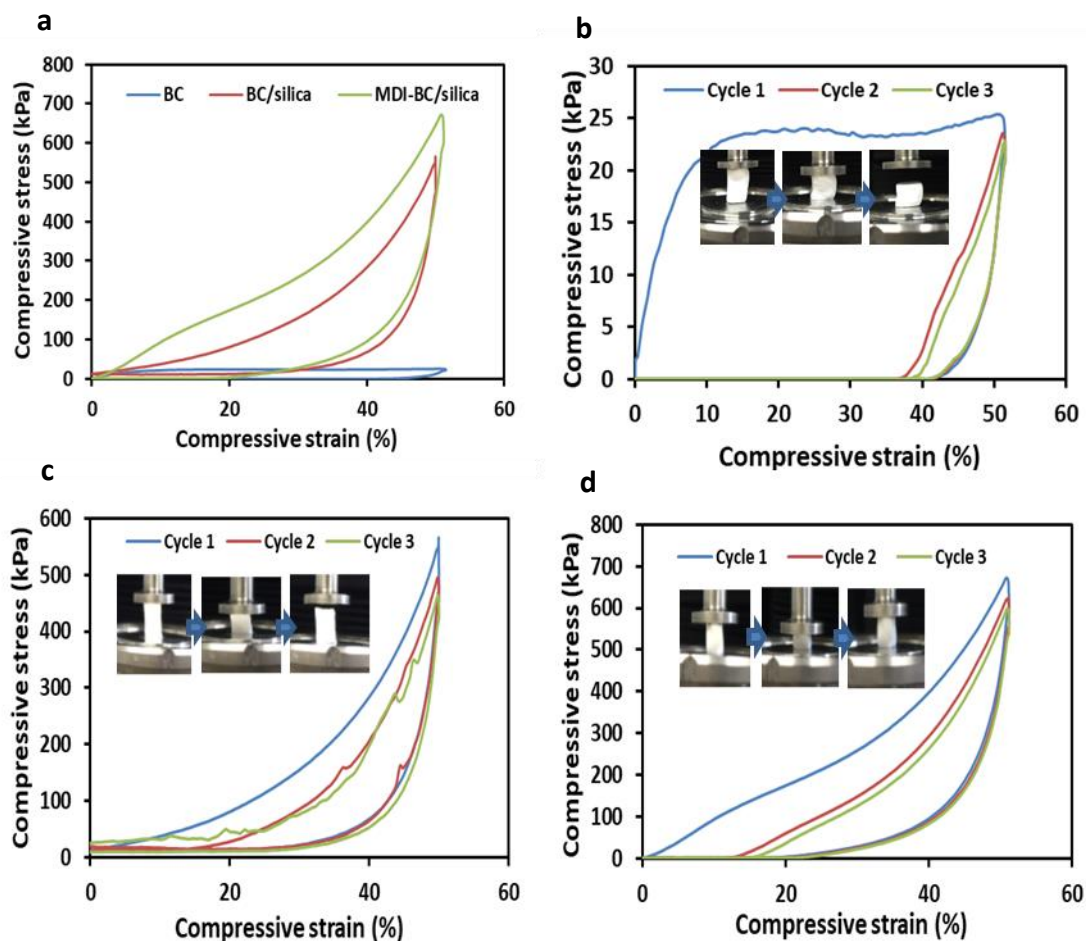 a
800
700
600
500
400
300
200
100
0
Compressive stress (kPa)
BC BC/silica MDI-BC/silica
0 20 40 60
Compressive strain (%)
b
30
25
20
15
10
5
0
Compressive stress (kPa)
Cycle 1 Cycle 2 Cycle 3
0 10 20 30 40 50 60
Compressive strain (%)
c
600
500
400
300
200
100
0
Compressive stress (kPa)
Cycle 1 Cycle 2 Cycle 3
0 20 40 60
Compressive strain (%)
d
800
700
600
500
400
300
200
100
0
Compressive stress (kPa)
Cycle 1 Cycle 2 Cycle 3
0 20 40 60
Compressive strain (%)